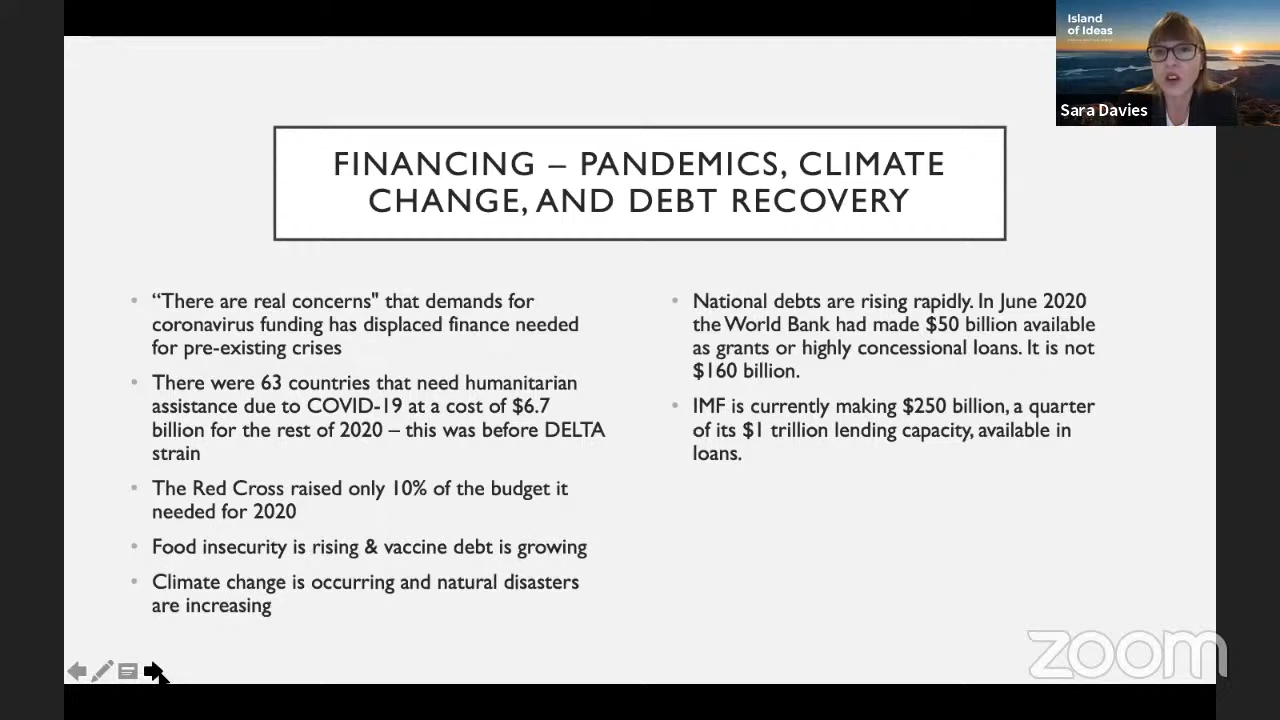 Island
of Ideas
Sara Davies
FINANCING – PANDEMICS, CLIMATE
CHANGE, AND DEBT RECOVERY
• “There are real concerns" that demands for
coronavirus funding has displaced finance needed
for pre-existing crises
• There were 63 countries that need humanitarian
assistance due to COVID-19 at a cost of $6.7
billion for the rest of 2020 – this was before DELTA
strain
• The Red Cross raised only 10% of the budget it
needed for 2020
• Food insecurity is rising & vaccine debt is growing
• Climate change is occurring and natural disasters
are increasing
• National debts are rising rapidly. In June 2020
the World Bank had made $50 billion available
as grants or highly concessional loans. It is not
$160 billion.
• IMF is currently making $250 billion, a quarter
of its $1 trillion lending capacity, available in
loans.
zoom